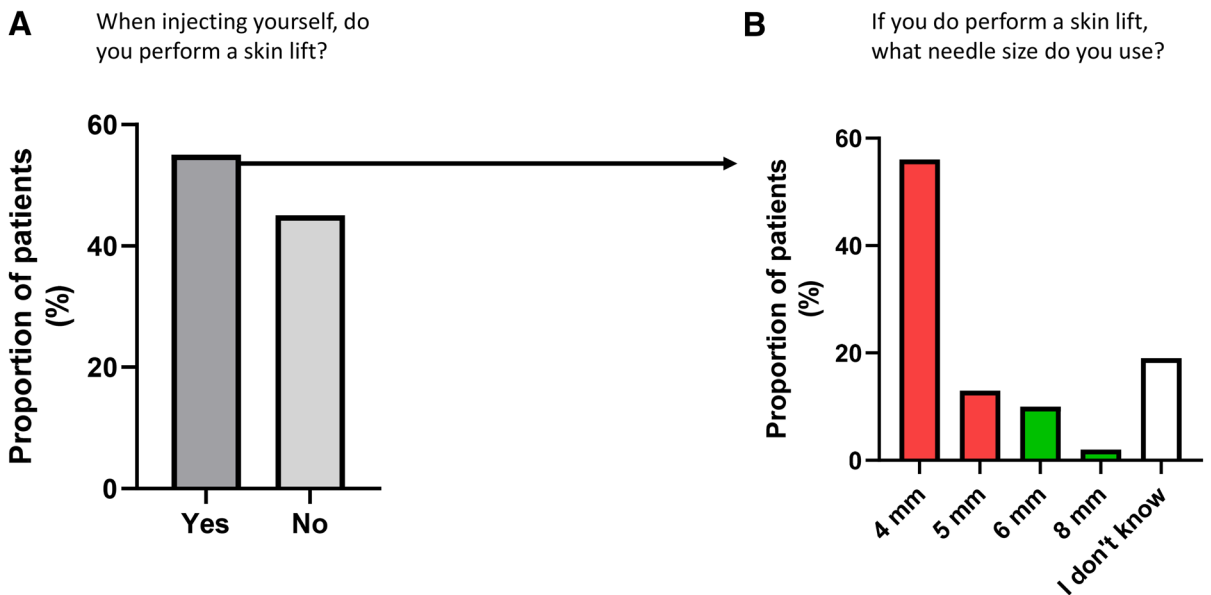 A
When injecting yourself, do
you perform a skin lift?
Proportion of patients
(%)
60
40
20
0
Yes
No
B
If you do perform a skin lift,
what needle size do you use?
Proportion of patients
(%)
60
40
20
0
4 mm
5 mm
6 mm
8 mm
I don't know